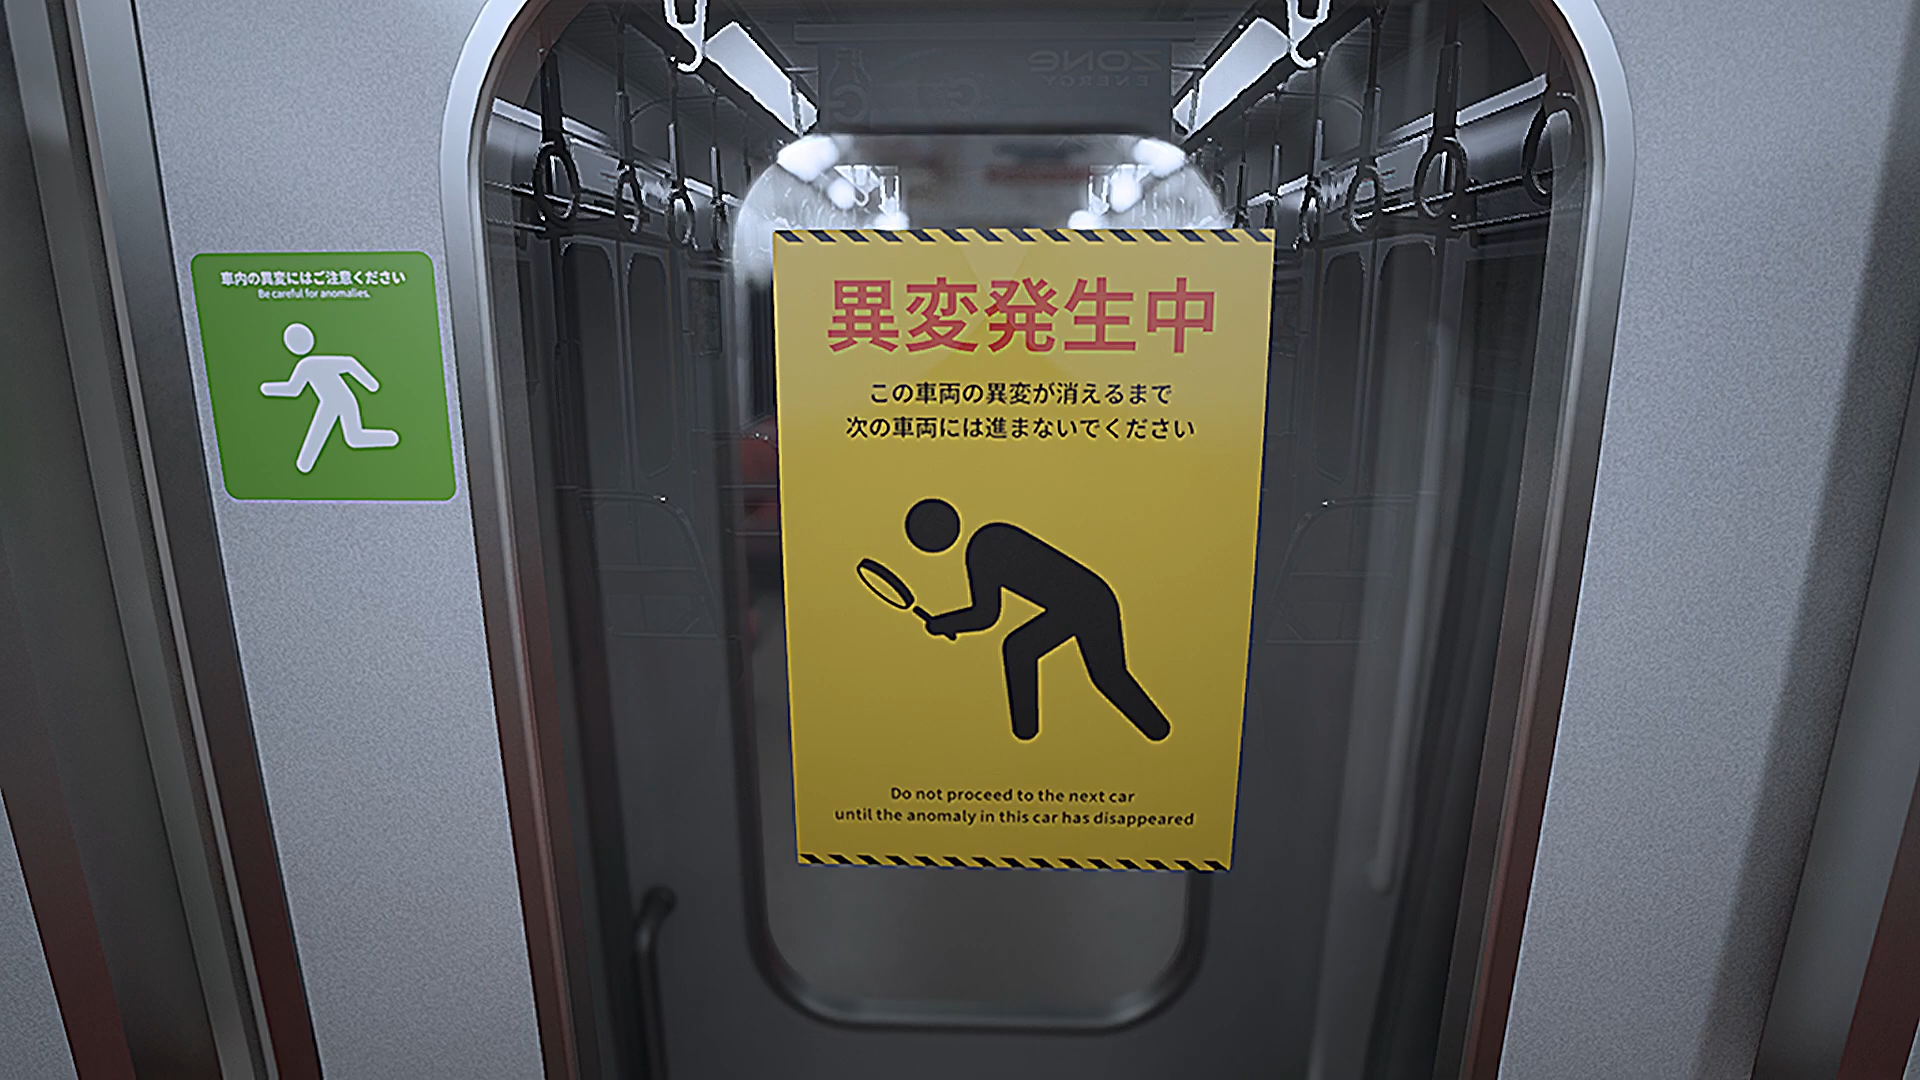 車内の異変にはご注意ください
Be careful for anomalies.
ZONe
ENERGY
異変発生中
この車両の異変が消えるまで
次の車両には進まないでください
Do not proceed to the next car
until the anomaly in this car has disappeared